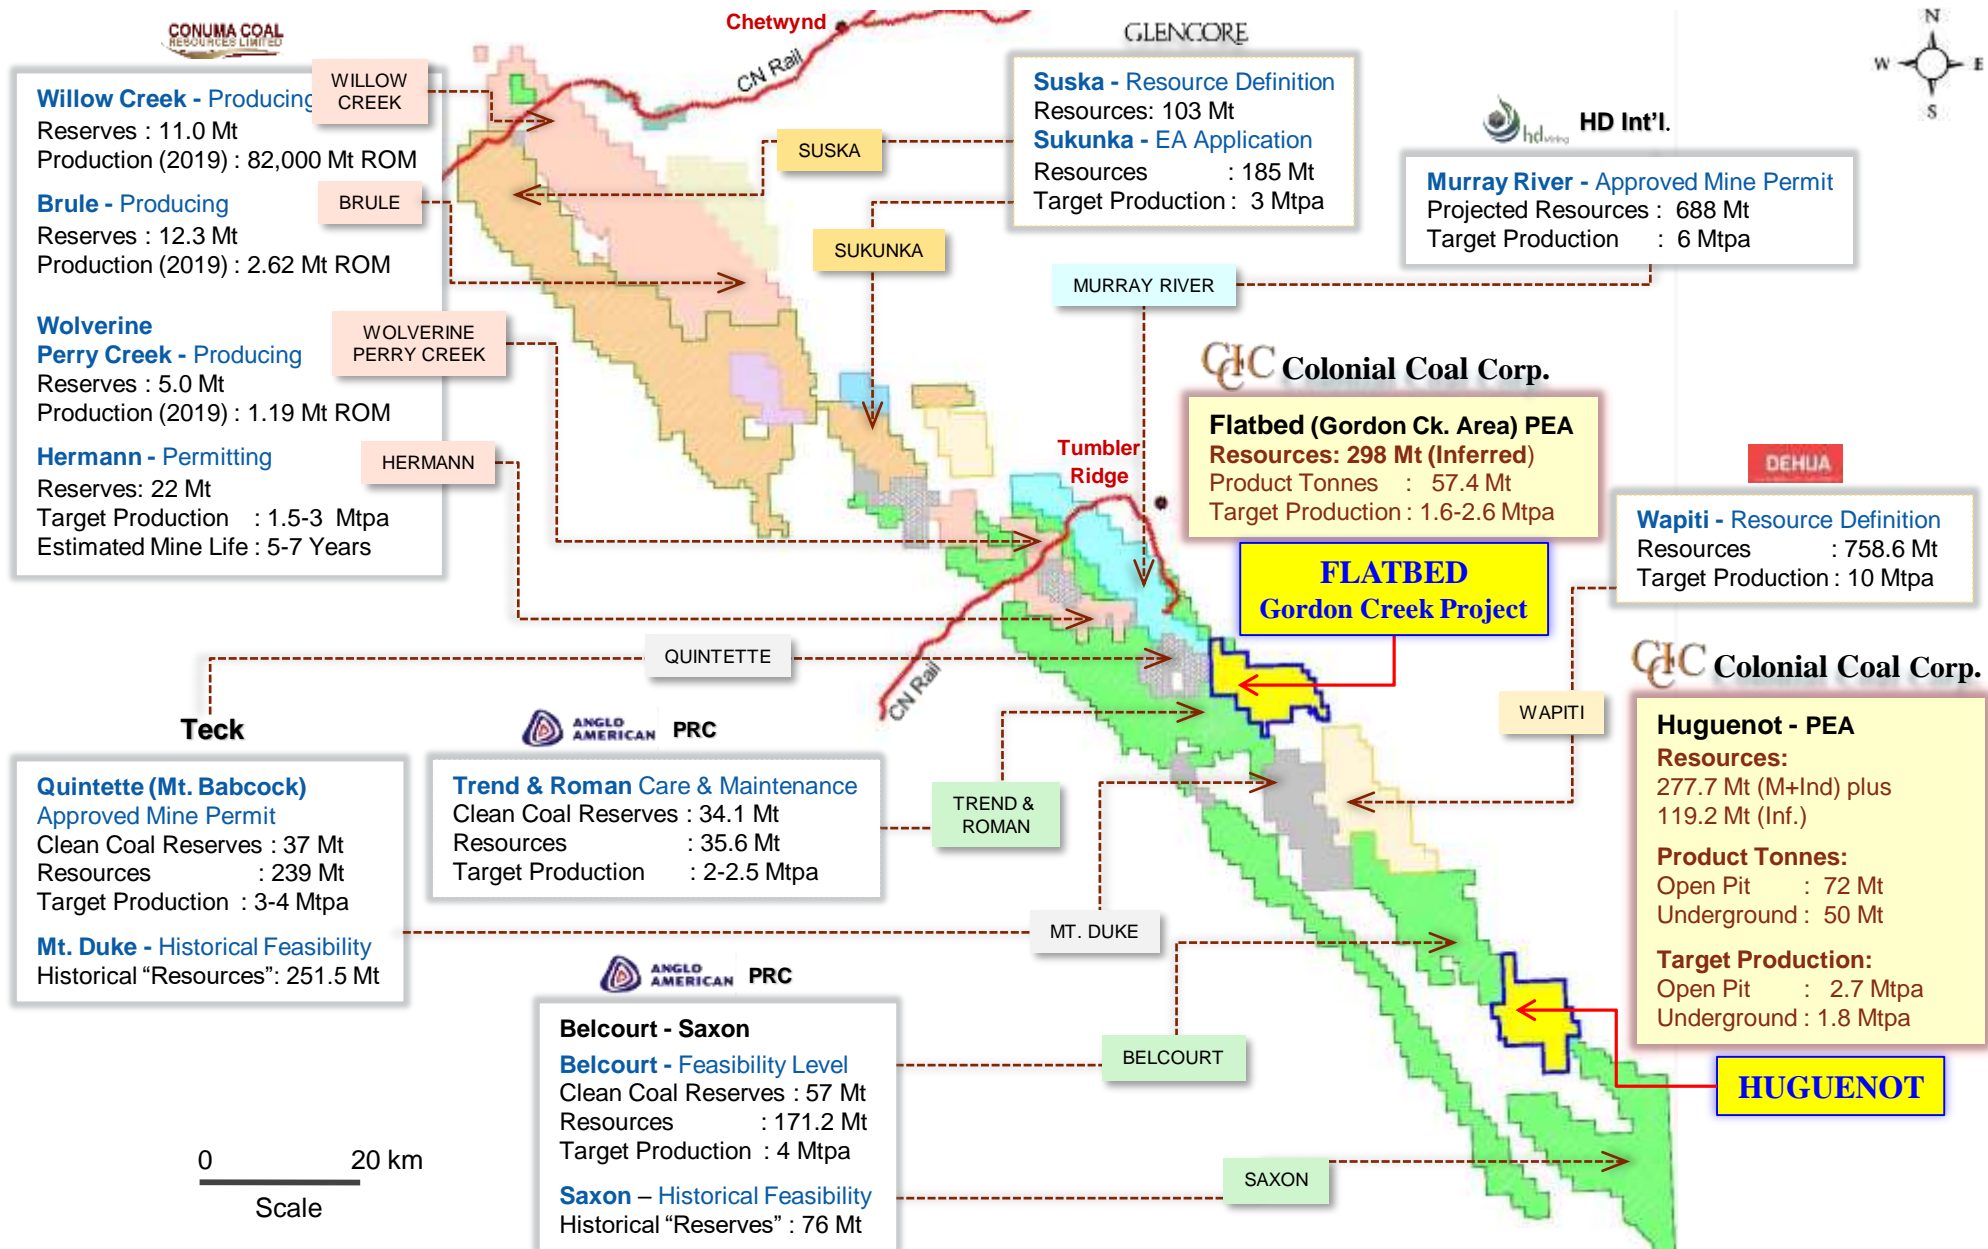 CONUMA COAL
RESOURCES LIMITED
Willow Creek - Producing
Reserves : 11.0 Mt
Production (2019) : 82,000 Mt ROM
Brule - Producing
Reserves : 12.3 Mt
Production (2019) : 2.62 Mt ROM
Wolverine
Perry Creek - Producing
Reserves : 5.0 Mt
Production (2019) : 1.19 Mt ROM
Hermann - Permitting
Reserves: 22 Mt
Target Production : 1.5-3 Mtpa
Estimated Mine Life : 5-7 Years
WILLOW
CREEK
BRULE
WOLVERINE
PERRY CREEK
HERMANN
Chetwynd
CN Rail
SUSKA
SUKUNKA
GLENCORE
Suska - Resource Definition
Resources: 103 Mt
Sukunka - EA Application
Resources : 185 Mt
Target Production : 3 Mtpa
N
W E
S
hdmining HD Int'l.
Murray River - Approved Mine Permit
Projected Resources : 688 Mt
Target Production : 6 Mtpa
MURRAY RIVER
CCIC Colonial Coal Corp.
Flatbed (Gordon Ck. Area) PEA
Resources: 298 Mt (Inferred)
Product Tonnes : 57.4 Mt
Target Production : 1.6-2.6 Mtpa
FLATBED
Gordon Creek Project
Tumbler
Ridge
DEHUA
Wapiti - Resource Definition
Resources : 758.6 Mt
Target Production : 10 Mtpa
WAPITI
QUINTETTE
CN Rail
CCIC Colonial Coal Corp.
Huguenot - PEA
Resources:
277.7 Mt (M+Ind) plus
119.2 Mt (Inf.)
Product Tonnes:
Open Pit : 72 Mt
Underground : 50 Mt
Target Production:
Open Pit : 2.7 Mtpa
Underground : 1.8 Mtpa
HUGUENOT
Teck
Quintette (Mt. Babcock)
Approved Mine Permit
Clean Coal Reserves : 37 Mt
Resources : 239 Mt
Target Production : 3-4 Mtpa
Mt. Duke - Historical Feasibility
Historical “Resources”: 251.5 Mt
ANGLO
AMERICAN PRC
Trend & Roman Care & Maintenance
Clean Coal Reserves : 34.1 Mt
Resources : 35.6 Mt
Target Production : 2-2.5 Mtpa
TREND &
ROMAN
MT. DUKE
ANGLO
AMERICAN PRC
Belcourt - Saxon
Belcourt - Feasibility Level
Clean Coal Reserves : 57 Mt
Resources : 171.2 Mt
Target Production : 4 Mtpa
Saxon – Historical Feasibility
Historical “Reserves” : 76 Mt
BELCOURT
SAXON
0 20 km
Scale